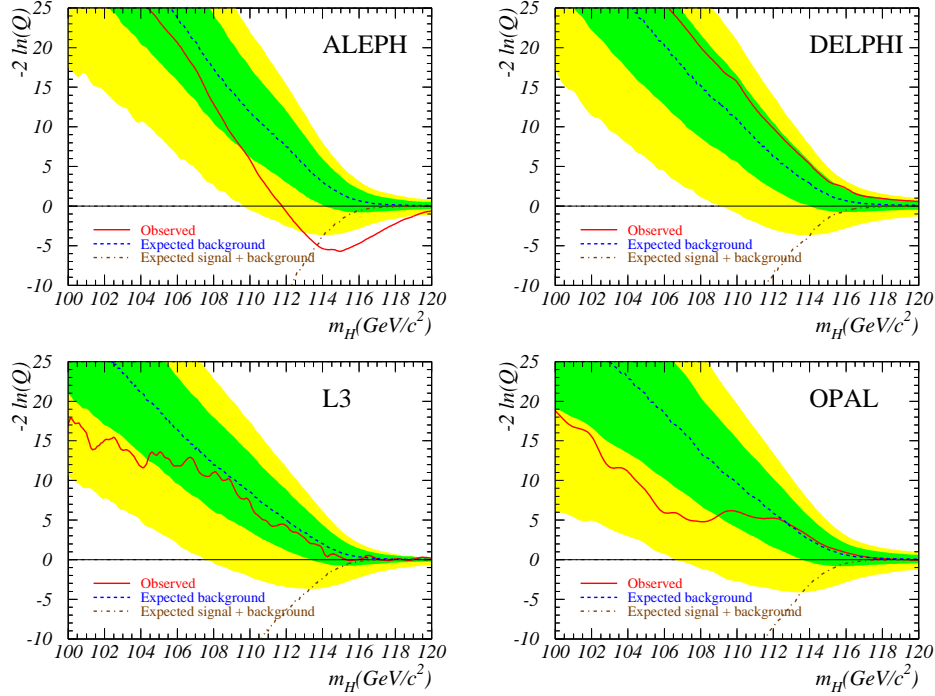 -2 ln(Q)
25
20
15
10
5
0
-5
-10
ALEPH
Observed
Expected background
Expected signal + background
100 102 104 106 108 110 112 114 116 118 120
m_H(GeV/c²)
-2 ln(Q)
25
20
15
10
5
0
-5
-10
DELPHI
Observed
Expected background
Expected signal + background
100 102 104 106 108 110 112 114 116 118 120
m_H(GeV/c²)
-2 ln(Q)
25
20
15
10
5
0
-5
-10
L3
Observed
Expected background
Expected signal + background
100 102 104 106 108 110 112 114 116 118 120
m_H(GeV/c²)
-2 ln(Q)
25
20
15
10
5
0
-5
-10
OPAL
Observed
Expected background
Expected signal + background
100 102 104 106 108 110 112 114 116 118 120
m_H(GeV/c²)